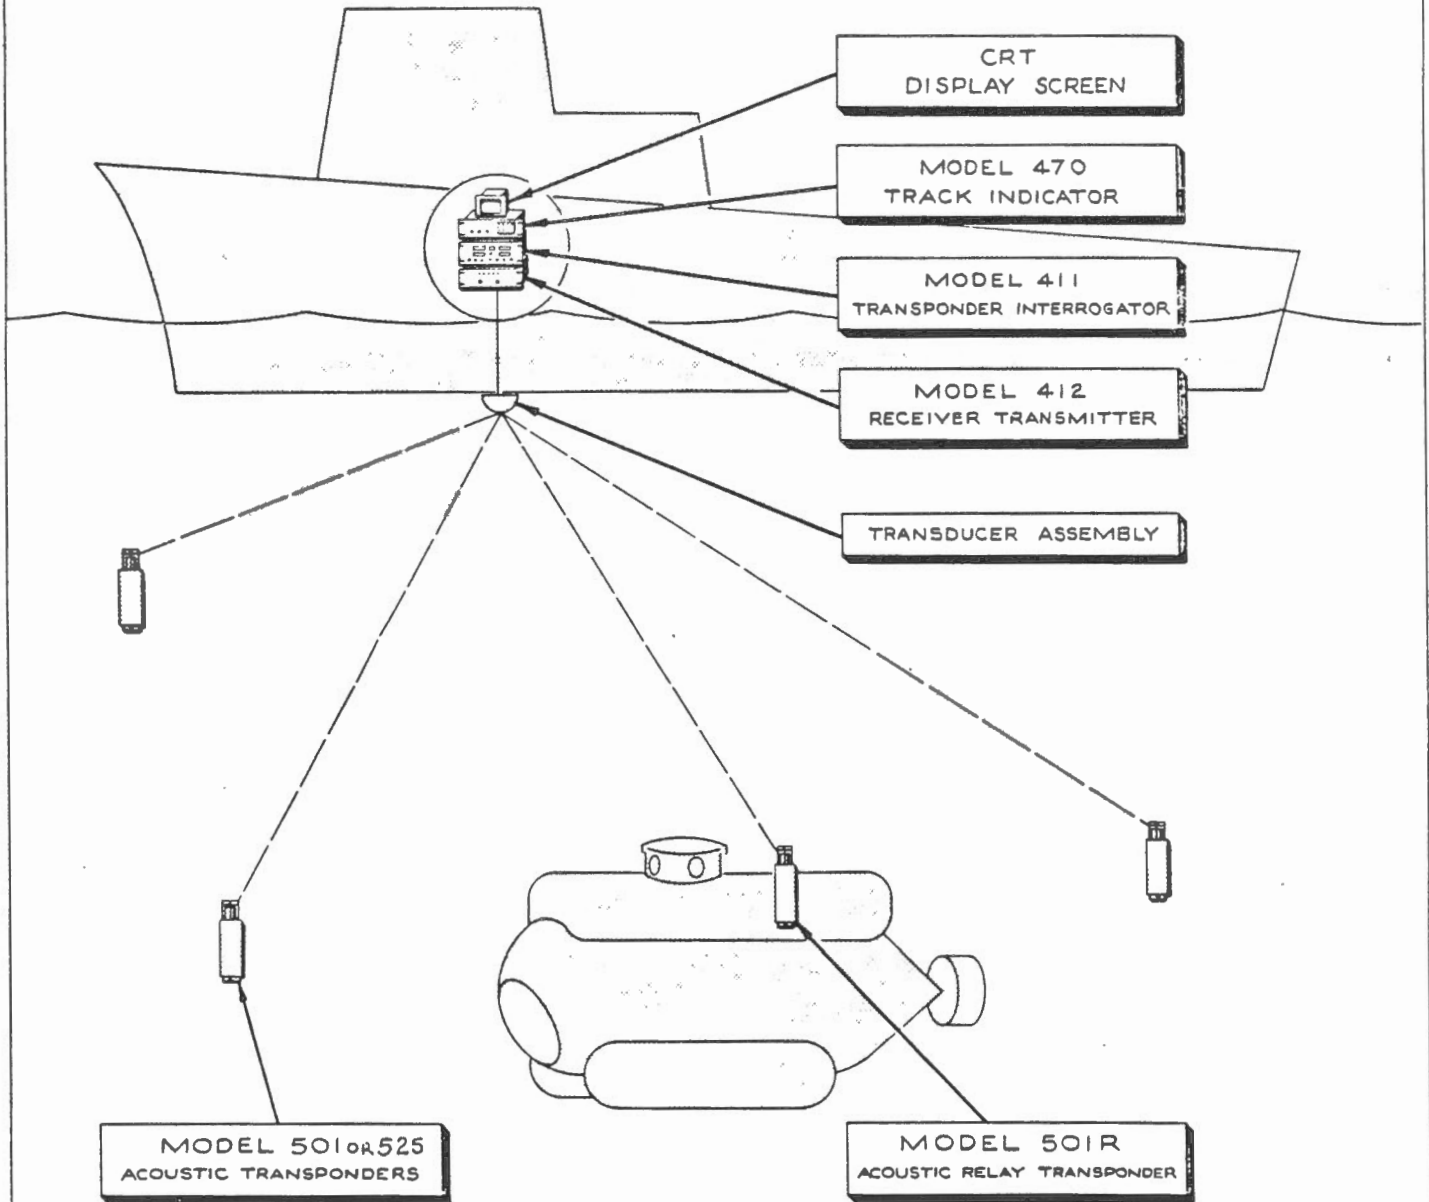 CRT
DISPLAY SCREEN
MODEL 470
TRACK INDICATOR
MODEL 411
TRANSPONDER INTERROGATOR
MODEL 412
RECEIVER TRANSMITTER
TRANSDUCER ASSEMBLY
MODEL 501 OR 525
ACOUSTIC TRANSPONDERS
MODEL 501R
ACOUSTIC RELAY TRANSPONDER